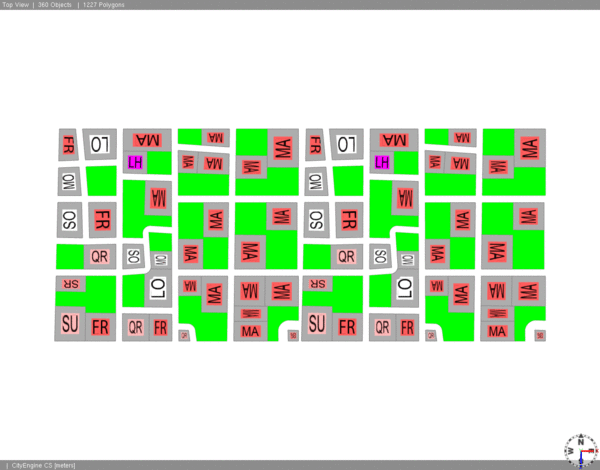 Top View | 360 Objects | 1227 Polygons
FR LO MA MA MA FR LO MA MA MA
LH MA MA MA LH MA MA MA
OM MA OM MA
SO FR MA MA SO FR MA MA
QR SO OM MA MA QR SO OM MA MA
SR LO MA MA MA MA SR LO MA MA MA MA
SU FR QR FR MA MA SU FR QR FR MA MA
N
W
S
CityEngine CS [meters]